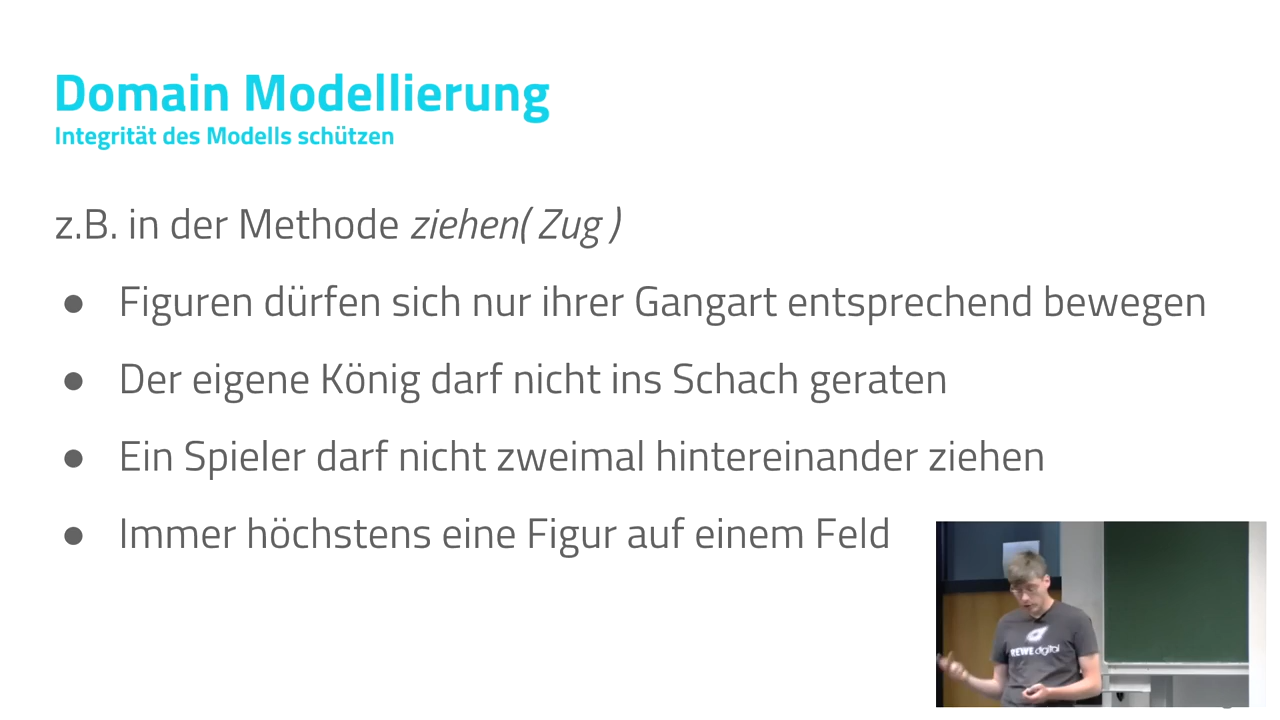 Domain Modellierung
Integrität des Modells schützen
z.B. in der Methode ziehen( Zug )
● Figuren dürfen sich nur ihrer Gangart entsprechend bewegen
● Der eigene König darf nicht ins Schach geraten
● Ein Spieler darf nicht zweimal hintereinander ziehen
● Immer höchstens eine Figur auf einem Feld
REWE digital